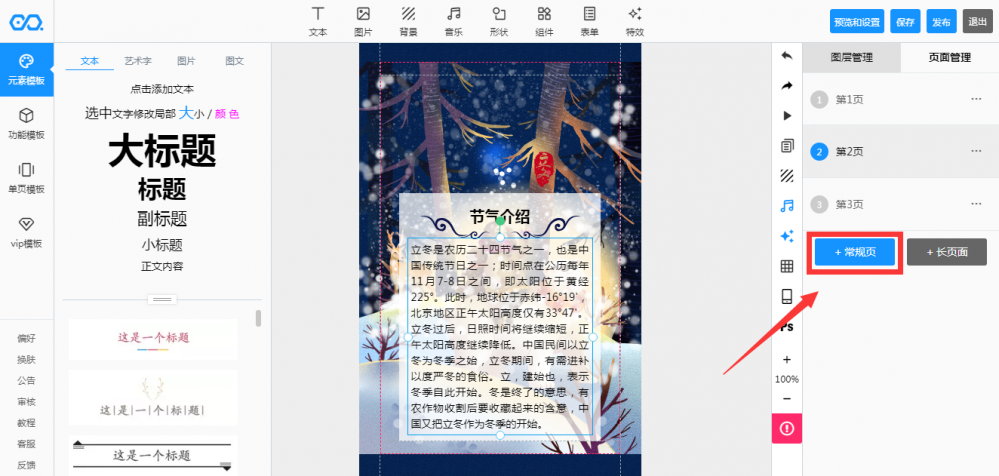 文本
图片
背景
音乐
形状
组件
表单
特效
预览和设置
保存
发布
退出
元素模板
功能模板
单页模板
vip模板
偏好
换肤
公告
审核
教程
客服
反馈
文本
艺术字
图片
图文
点击添加文本
选中文字修改局部 大小 / 颜 色
大标题
标题
副标题
小标题
正文内容
这是一个标题
这|是|一|个|标|题|
这是一个标题
节气介绍
立冬是农历二十四节气之一，也是中
国传统节日之一；时间点在公历每年
11月7-8日之间，即太阳位于黄经
225°。此时，地球位于赤纬-16°19'，
北京地区正午太阳高度仅有33°47'。
立冬过后，日照时间将继续缩短，正
午太阳高度继续降低。中国民间以立
冬为冬季之始，立冬期间，有需进补
以度严冬的食俗。立，建始也，表示
冬季自此开始。冬是终了的意思，有
农作物收割后要收藏起来的含意，中
国又把立冬作为冬季的开始。
Ps
100%
图层管理
页面管理
1 第1页
2 第2页
3 第3页
+ 常规页
+ 长页面